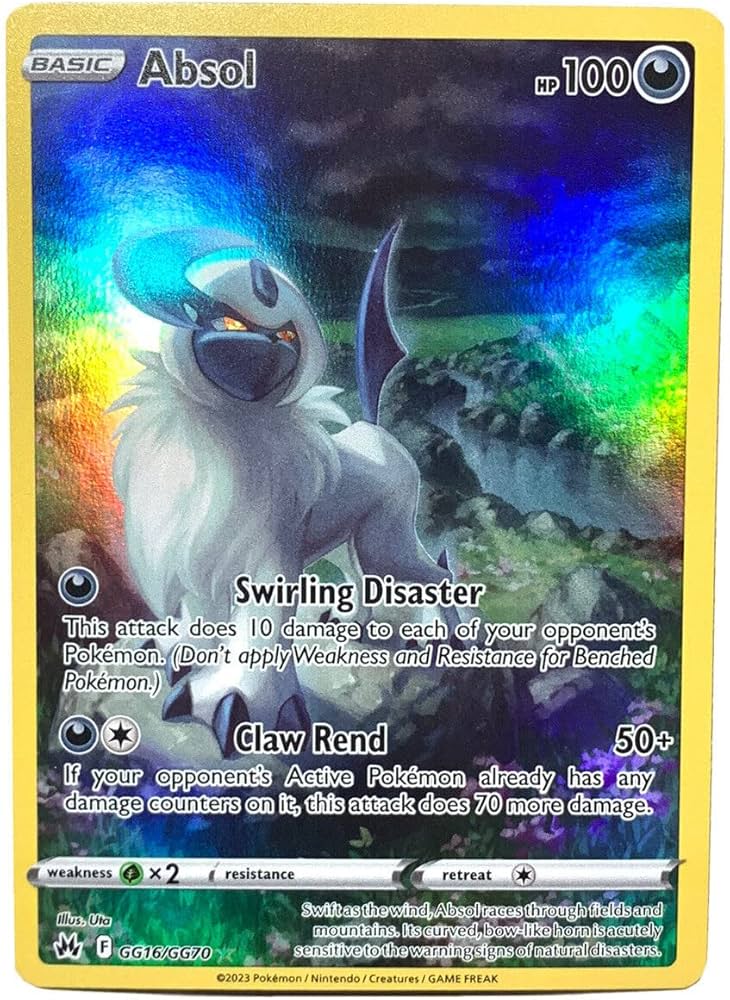 BASIC Absol HP 100
Swirling Disaster
This attack does 10 damage to each of your opponent's
Pokémon. (Don't apply Weakness and Resistance for Benched
Pokémon.)
Claw Rend 50+
If your opponent's Active Pokémon already has any
damage counters on it, this attack does 70 more damage.
weakness ×2 resistance retreat
Illus. Uta
Swift as the wind, Absol races through fields and
mountains. Its curved, bow-like horn is acutely
sensitive to the warning signs of natural disasters.
F GG16/GG70
©2023 Pokémon / Nintendo / Creatures / GAME FREAK